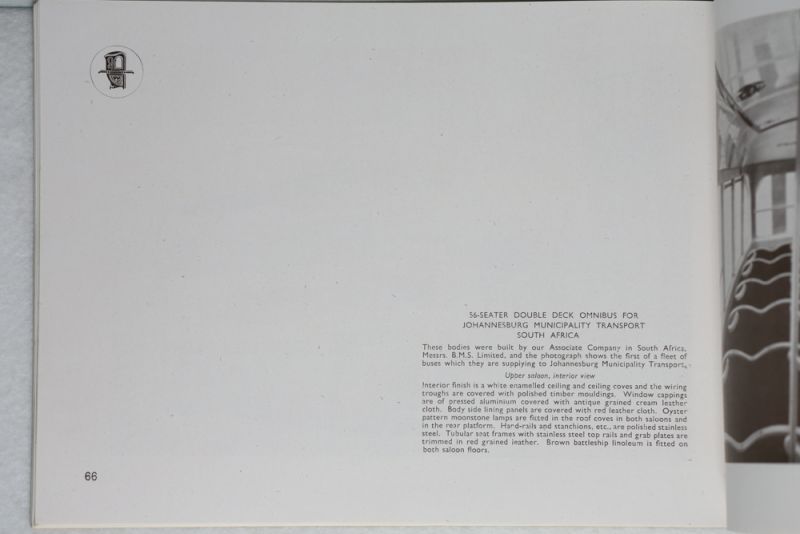 56-SEATER DOUBLE DECK OMNIBUS FOR
JOHANNESBURG MUNICIPALITY TRANSPORT
SOUTH AFRICA
These bodies were built by our Associate Company in South Africa,
Messrs. B.M.S. Limited, and the photograph shows the first of a fleet of
buses which they are supplying to Johannesburg Municipality Transport.
Upper saloon, interior view
Interior finish is a white enamelled ceiling and ceiling coves and the wiring
troughs are covered with polished timber mouldings. Window cappings
are of pressed aluminium covered with antique grained cream leather
cloth. Body side lining panels are covered with red leather cloth. Oyster
pattern moonstone lamps are fitted in the roof coves in both saloons and
in the rear platform. Hand-rails and stanchions, etc., are polished stainless
steel. Tubular seat frames with stainless steel top rails and grab plates are
trimmed in red grained leather. Brown battleship linoleum is fitted on
both saloon floors.
66